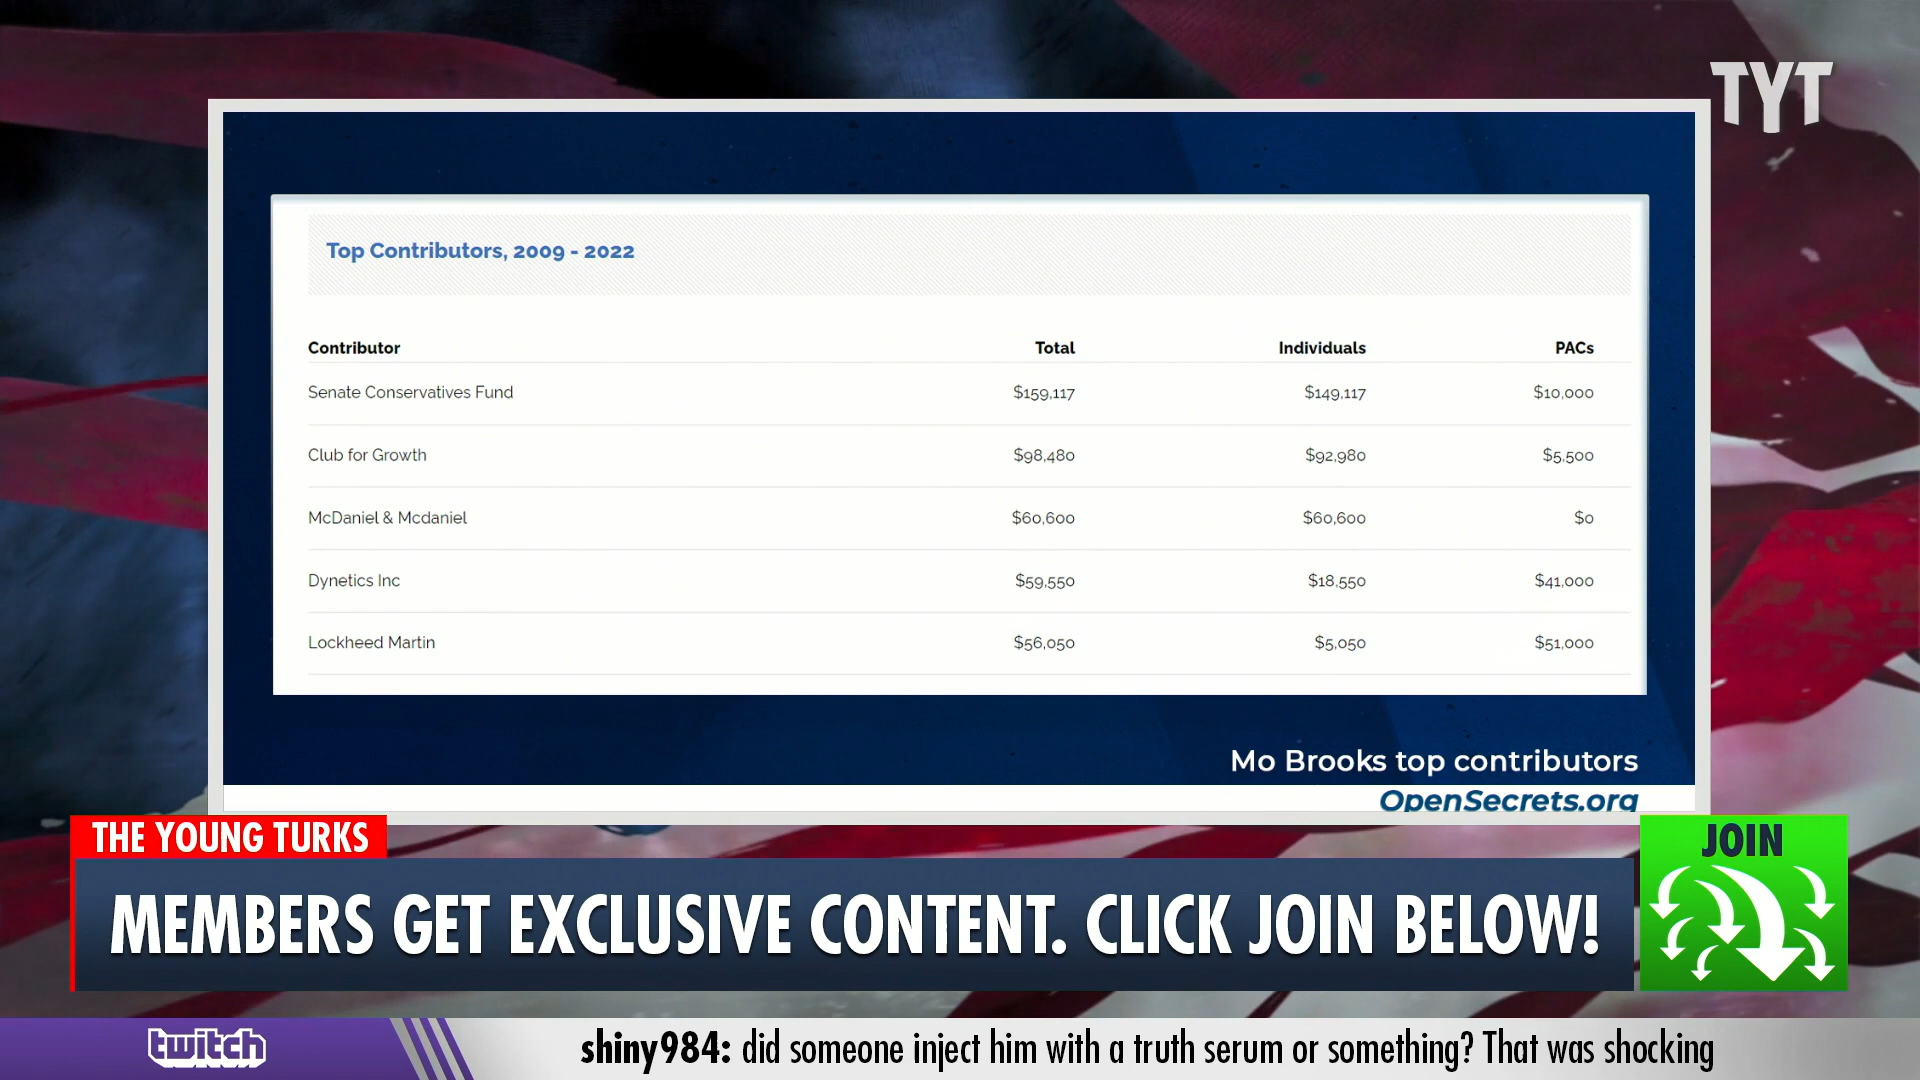 TYT
Top Contributors, 2009 - 2022
Contributor Total Individuals PACs
Senate Conservatives Fund $159,117 $149,117 $10,000
Club for Growth $98,480 $92,980 $5,500
McDaniel & Mcdaniel $60,600 $60,600 $0
Dynetics Inc $59,550 $18,550 $41,000
Lockheed Martin $56,050 $5,050 $51,000
Mo Brooks top contributors
OpenSecrets.org
THE YOUNG TURKS
JOIN
MEMBERS GET EXCLUSIVE CONTENT. CLICK JOIN BELOW!
twitch
shiny984: did someone inject him with a truth serum or something? That was shocking